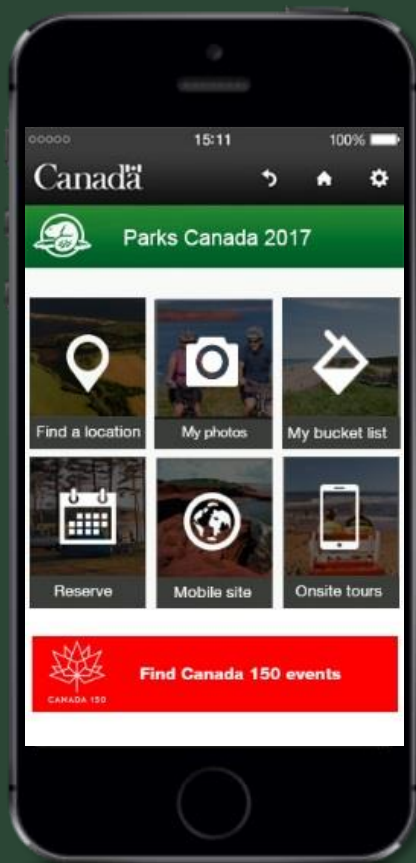 15:11
100%
Canada
Parks Canada 2017
Find a location
My photos
My bucket list
Reserve
Mobile site
Onsite tours
CANADA 150
Find Canada 150 events